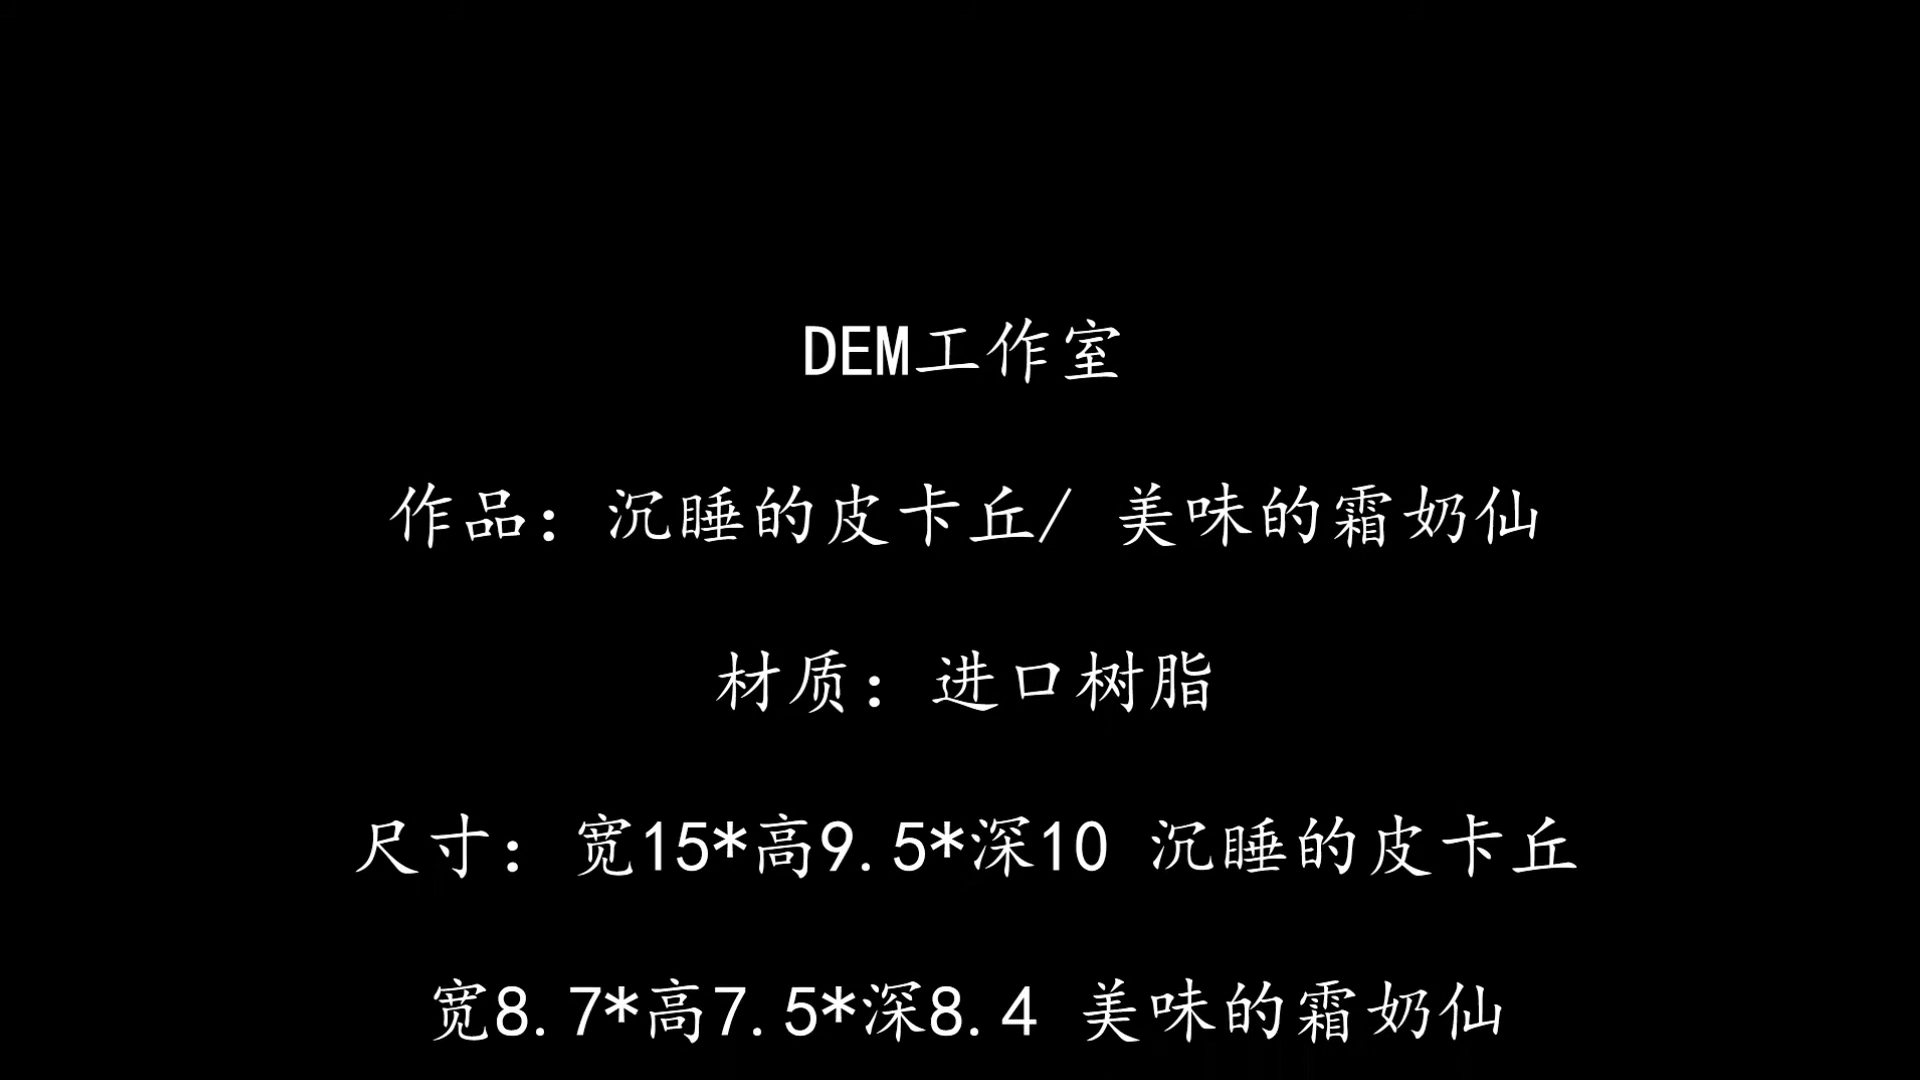 DEM工作室
作品：沉睡的皮卡丘/ 美味的霜奶仙
材质：进口树脂
尺寸：宽15*高9.5*深10 沉睡的皮卡丘
宽8.7*高7.5*深8.4 美味的霜奶仙